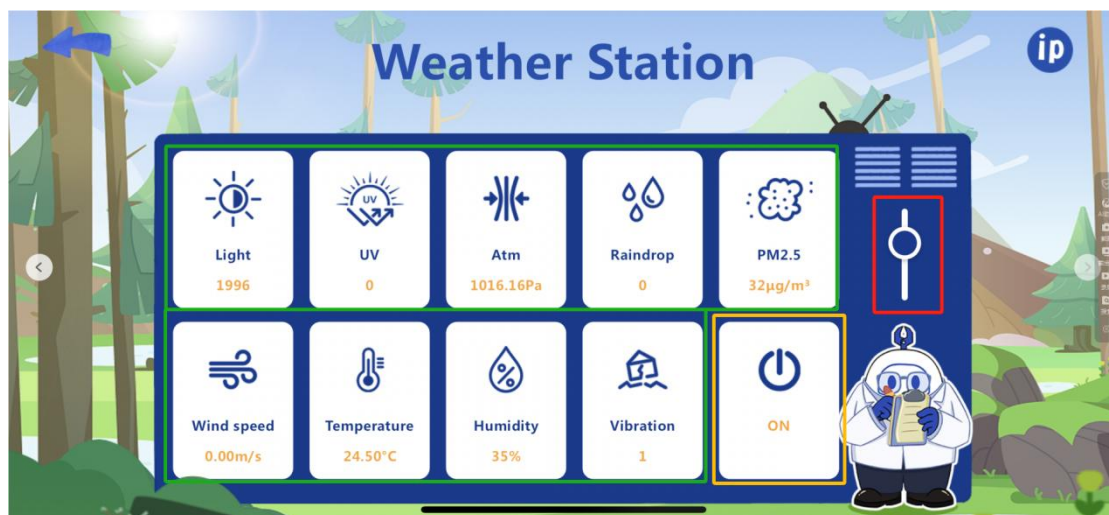 Weather Station
ip
Light
1996
UV
UV
0
Atm
1016.16Pa
Raindrop
0
PM2.5
32μg/m³
Wind speed
0.00m/s
Temperature
24.50°C
%
Humidity
35%
Vibration
1
ON